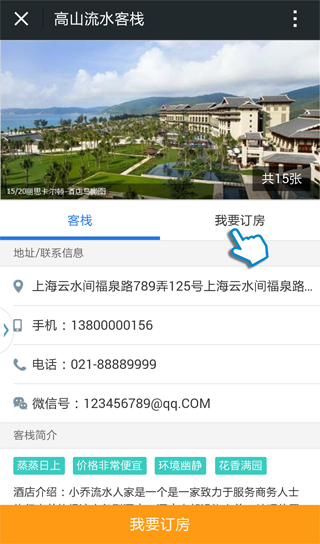 高山流水客栈
15/20丽思卡尔特-酒店鸟瞰图
共15张
客栈
我要订房
地址/联系信息
上海云水间福泉路789弄125号上海云水间福泉路...
手机：13800000156
电话：021-88889999
微信号：123456789@qq.COM
客栈简介
蒸蒸日上
价格非常便宜
环境幽静
花香满园
酒店介绍：小乔流水人家是一个是一家致力于服务商务人士
我要订房